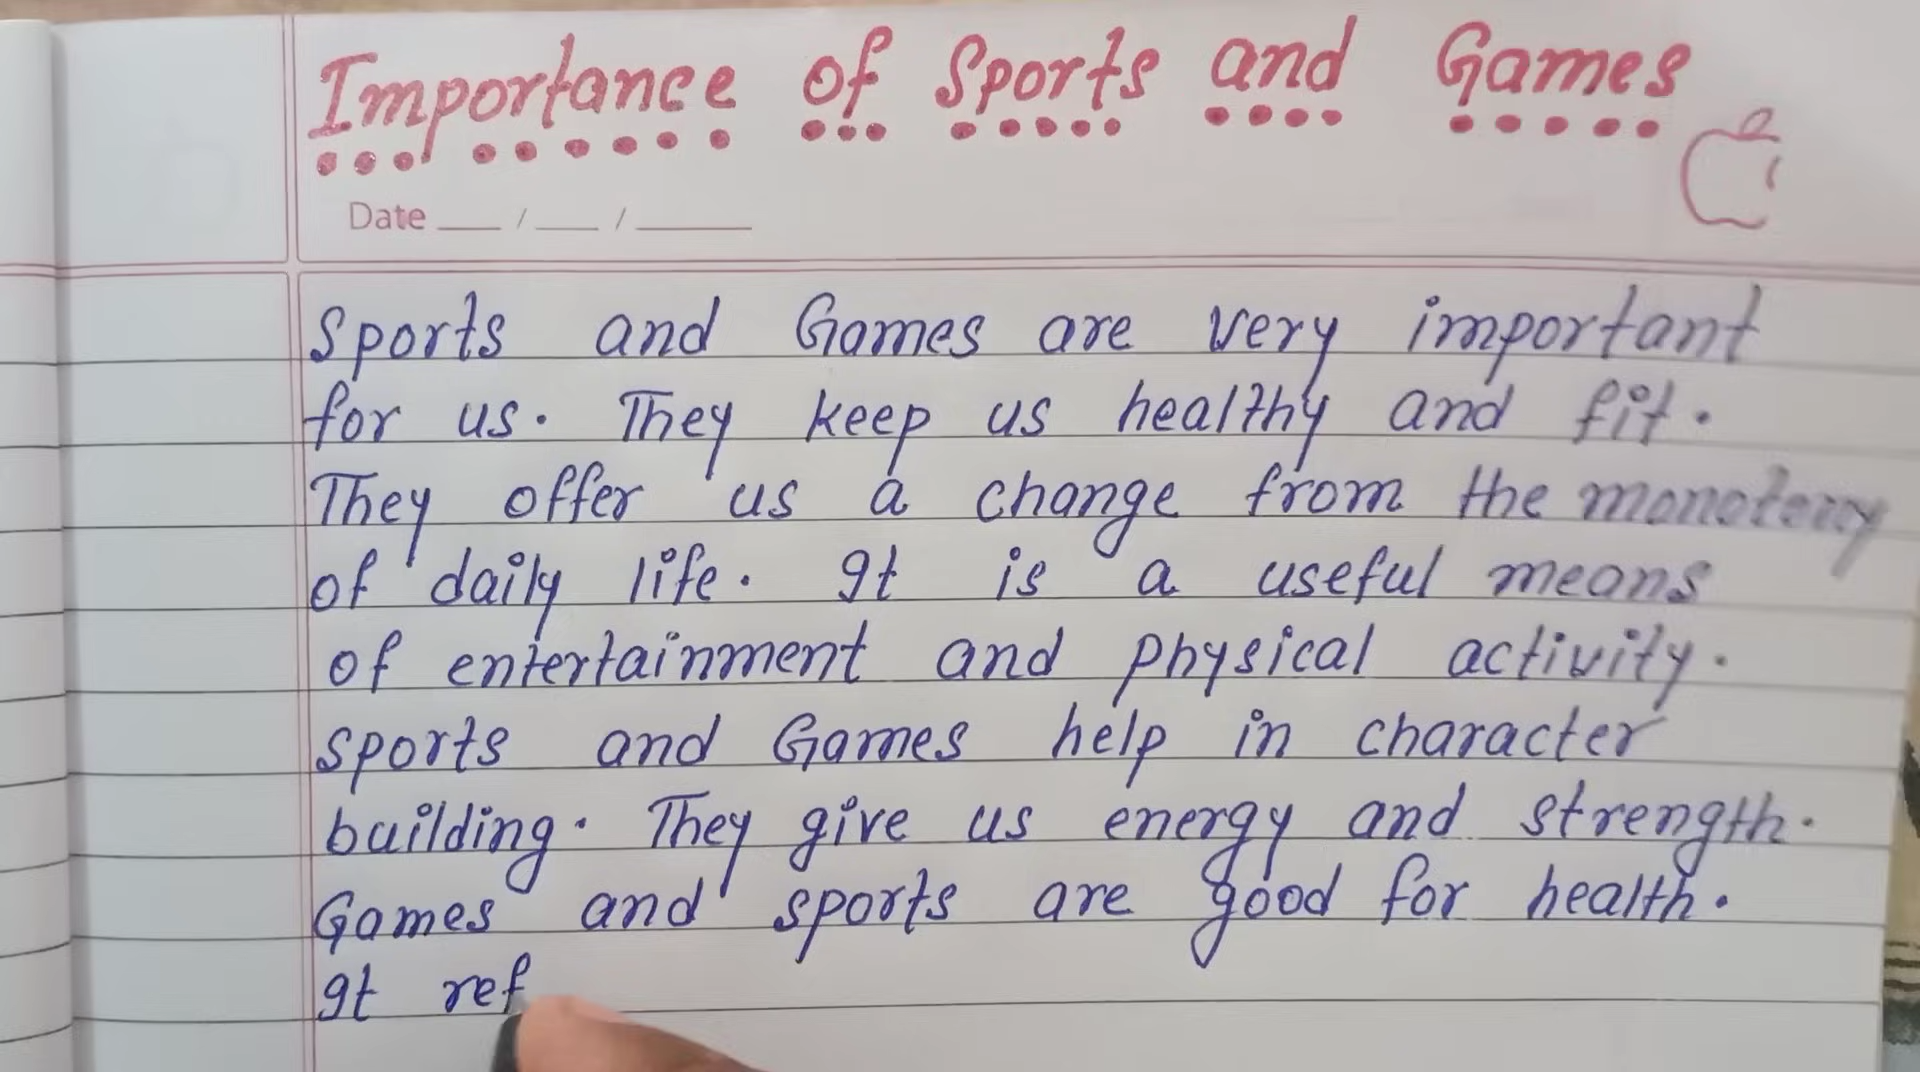 Importance of Sports and Games
Date __ / __ / ____
Sports and Games are very important
for us. They keep us healthy and fit.
They offer us a change from the
of daily life. It is a useful means
of entertainment and physical activity.
Sports and Games help in character
building. They give us energy and strength.
Games and sports are good for health.
It ref